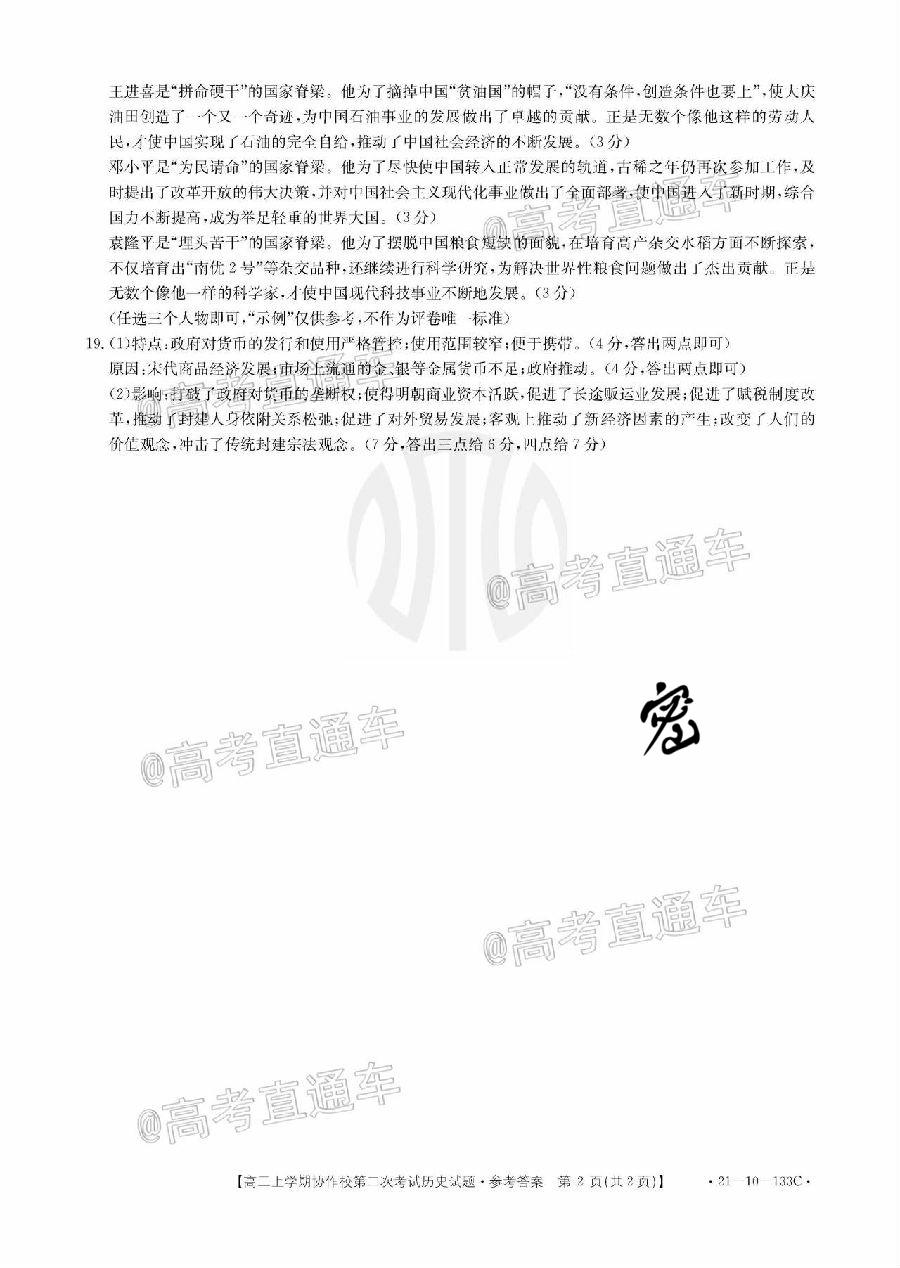 王进喜是“拼命硬干”的国家脊梁。他为了摘掉中国“贫油国”的帽子,“没有条件,创造条件也要上”,使大庆
油田创造了一个又一个奇迹,为中国石油事业的发展做出了卓越的贡献。正是无数个像他这样的劳动人
民,才使中国实现了石油的完全自给,推动了中国社会经济的不断发展。(3分)
邓小平是“为民请命”的国家脊梁。他为了尽快使中国转入正常发展的轨道,古稀之年仍再次参加工作,及
时提出了改革开放的伟大决策,并对中国社会主义现代化事业做出了全面部署,使中国进入了新时期,综合
国力不断提高,成为举足轻重的世界大国。(3分)
袁隆平是“埋头苦干”的国家脊梁。他为了摆脱中国粮食短缺的面貌,在培育高产杂交水稻方面不断探索,
不仅培育出“南优2号”等杂交品种,还继续进行科学研究,为解决世界性粮食问题做出了杰出贡献。正是
无数个像他一样的科学家,才使中国现代科技事业不断地发展。(3分)
(任选三个人物即可,“示例”仅供参考,不作为评卷唯一标准)
19.(1)特点:政府对货币的发行和使用严格管控;使用范围较窄;便于携带。(4分,答出两点即可)
原因:宋代商品经济发展;市场上流通的金、银等金属货币不足;政府推动。(4分,答出两点即可)
(2)影响:打破了政府对货币的垄断权;使得明朝商业资本活跃,促进了长途贩运业发展;促进了赋税制度改
革,推动了封建人身依附关系松弛;促进了对外贸易发展;客观上推动了新经济因素的产生;改变了人们的
价值观念,冲击了传统封建宗法观念。(7分,答出三点给6分,四点给7分)
@高考直通车
@高考直通车
@高考直通车
密
@高考直通车
@高考直通车
@高考直通车
【高二上学期协作校第二次考试历史试题·参考答案 第2页(共2页)】 ·21-10-133C·